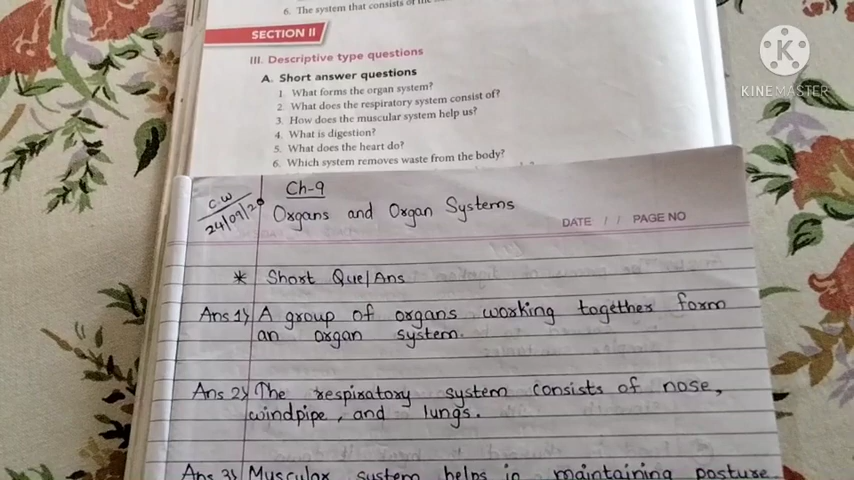 6. The system that consists of the
SECTION II
III. Descriptive type questions
A. Short answer questions
1. What forms the organ system?
2. What does the respiratory system consist of?
3. How does the muscular system help us?
4. What is digestion?
5. What does the heart do?
6. Which system removes waste from the body?
K
KINEMASTER
C.W
24/09/20
Ch-9
Organs and Organ Systems
DATE / / PAGE NO
* Short Que/Ans
Ans 1) A group of organs working together form
an organ system.
Ans 2) The respiratory system consists of nose,
windpipe, and lungs.
Ans 3) Muscular system helps in maintaining posture